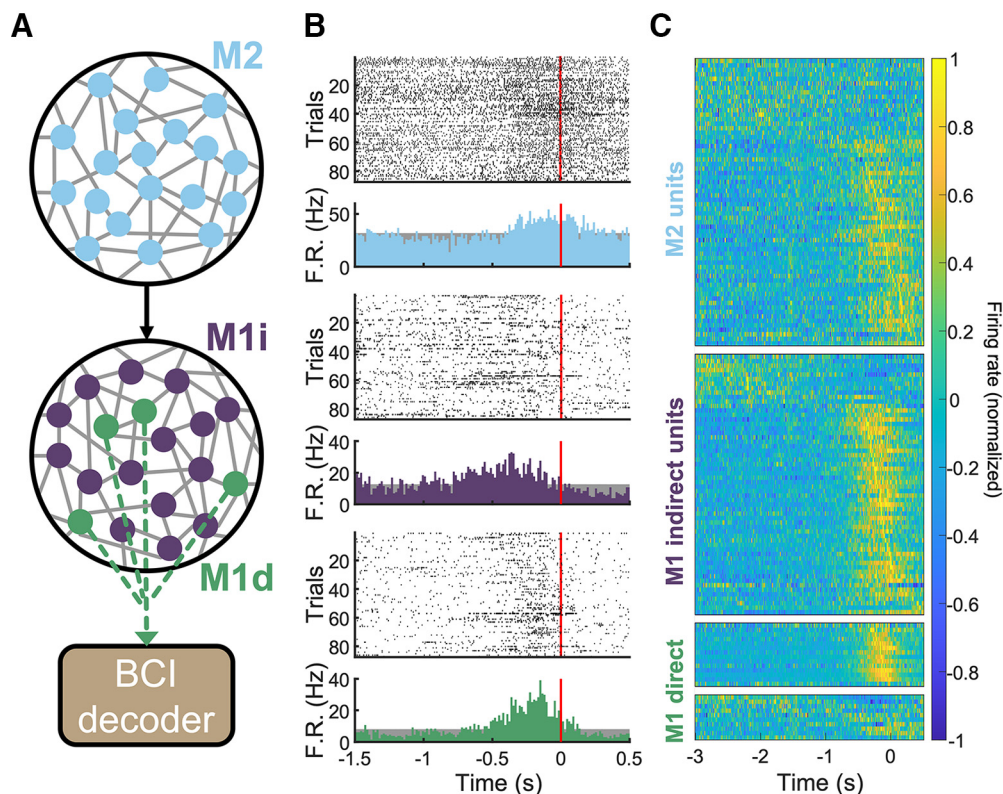 A
M2
M1i
M1d
BCI
decoder
B
Trials
20
40
60
80
F.R. (Hz)
50
0
Trials
20
40
60
80
F.R. (Hz)
40
20
0
Trials
20
40
60
80
F.R. (Hz)
40
20
0
-1.5
-1
-0.5
0
0.5
Time (s)
C
M2 units
M1 indirect units
M1 direct
-3
-2
-1
0
Time (s)
1
0.8
0.6
0.4
0.2
0
-0.2
-0.4
-0.6
-0.8
-1
Firing rate (normalized)